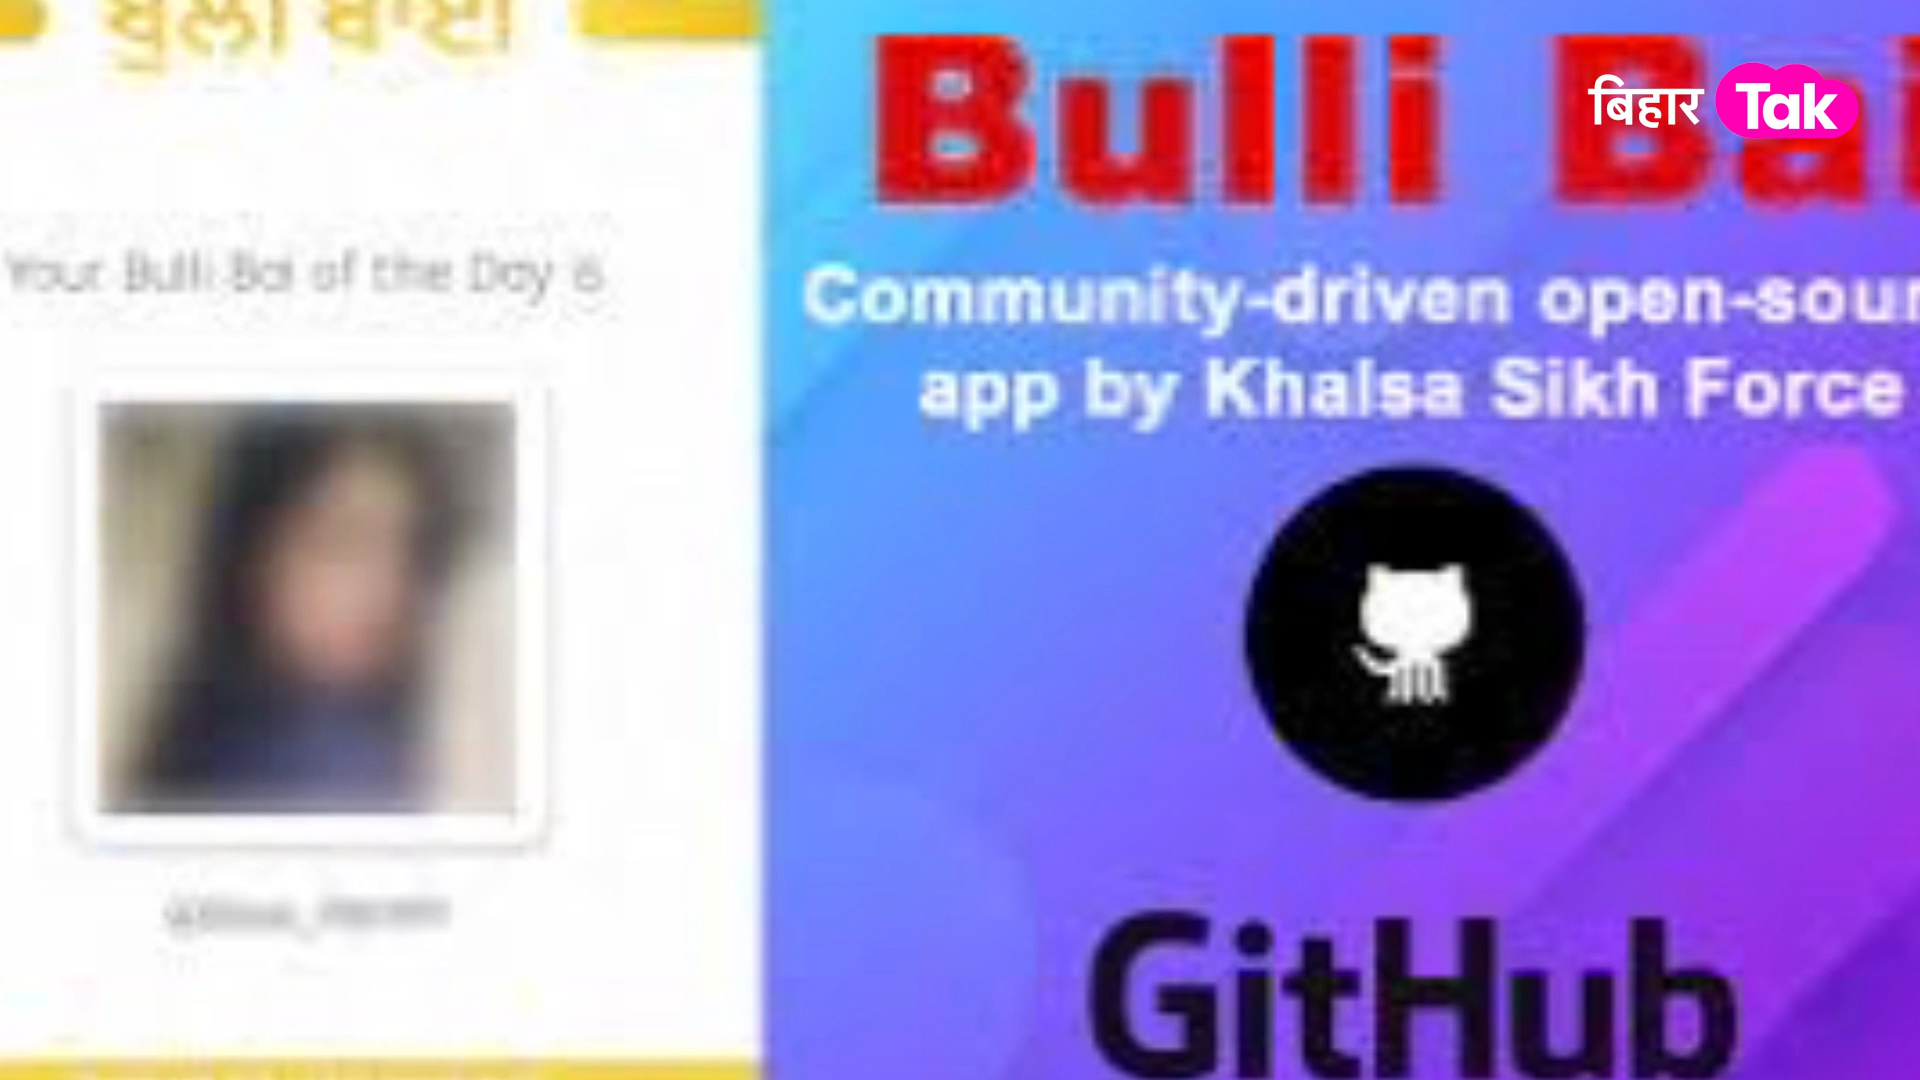 ਬੁਲੀ ਬਾਈ
Your Bulli Bai of the Day is
Bulli Bai
बिहार Tak
Community-driven open-sour
app by Khalsa Sikh Force
GitHub